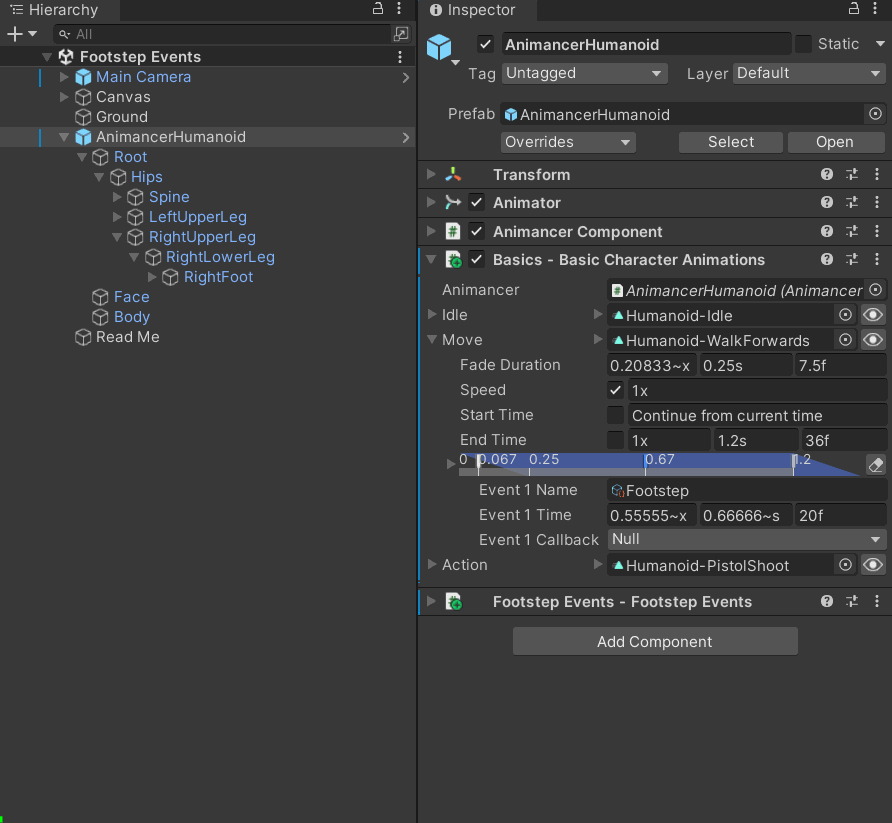 Hierarchy
All
Footstep Events
Main Camera
Canvas
Ground
AnimancerHumanoid
Root
Hips
Spine
LeftUpperLeg
RightUpperLeg
RightLowerLeg
RightFoot
Face
Body
Read Me
Inspector
AnimancerHumanoid Static
Tag Untagged Layer Default
Prefab AnimancerHumanoid
Overrides Select Open
Transform
Animator
# Animancer Component
# Basics - Basic Character Animations
Animancer # AnimancerHumanoid (Animancer
Idle Humanoid-Idle
Move Humanoid-WalkForwards
Fade Duration 0.20833~x 0.25s 7.5f
Speed 1x
Start Time Continue from current time
End Time 1x 1.2s 36f
0 0.067 0.25 0.67 1.2
Event 1 Name Footstep
Event 1 Time 0.55555~x 0.66666~s 20f
Event 1 Callback Null
Action Humanoid-PistolShoot
# Footstep Events - Footstep Events
Add Component